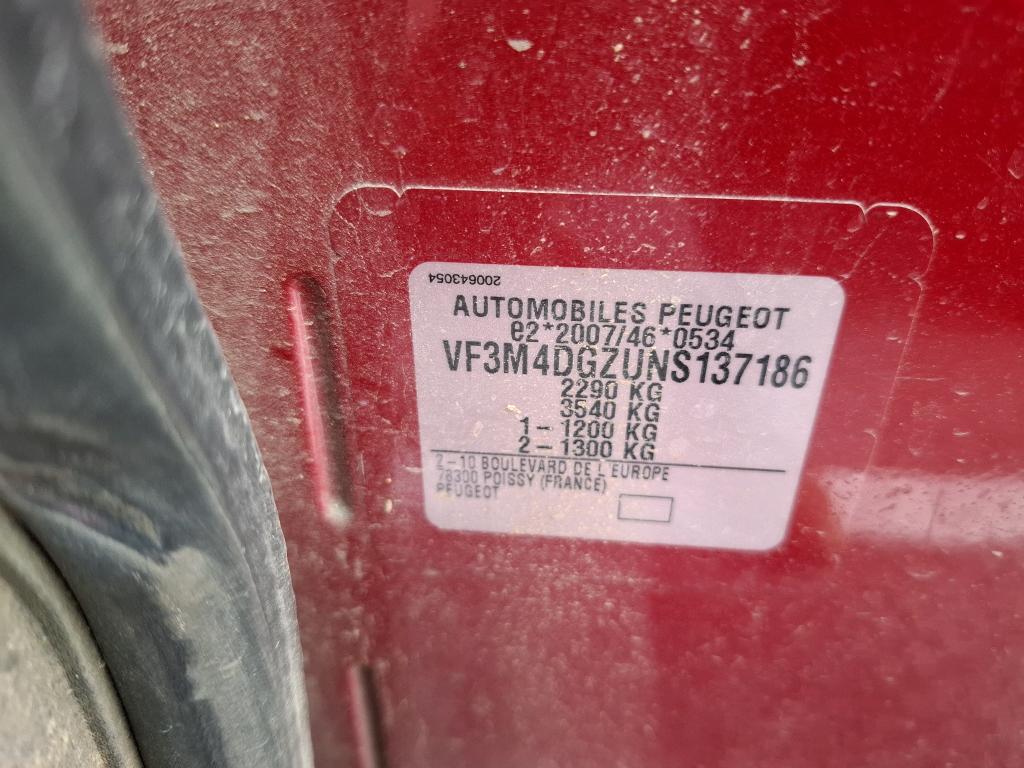 200643054
AUTOMOBILES PEUGEOT
e2*2007/46*0534
VF3M4DGZUNS137186
2290 KG
3540 KG
1 - 1200 KG
2 - 1300 KG
2 - 10 BOULEVARD DE L'EUROPE
78300 POISSY (FRANCE)
PEUGEOT